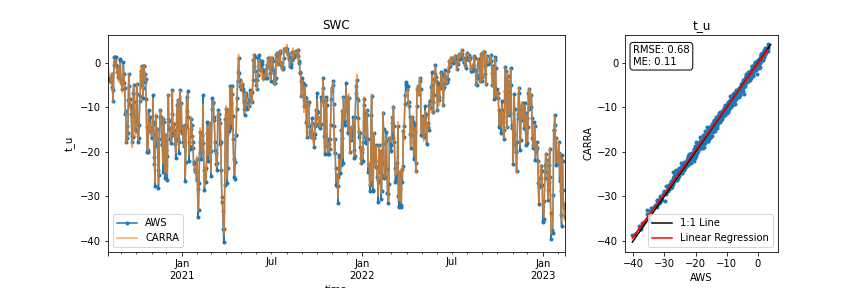 SWC
t_u
0
−10
−20
−30
−40
t_u
AWS
CARRA
Jan
2021
Jul
Jan
2022
Jul
Jan
2023
t_u
RMSE: 0.68
ME: 0.11
0
−10
−20
−30
−40
CARRA
1:1 Line
Linear Regression
−40 −30 −20 −10 0
AWS